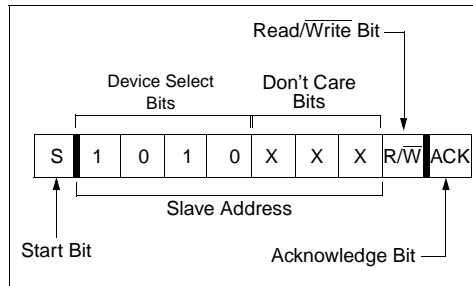 Read/Write Bit
Device Select
Bits
Don't Care
Bits
S 1 0 1 0 X X X R/W ACK
Slave Address
Start Bit
Acknowledge Bit